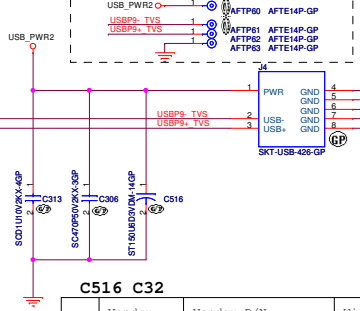 USB_PWR2
AFTP60 AFTE14P-GP
USBP9-_TVS
USBP9+_TVS
AFTP61 AFTE14P-GP
AFTP62 AFTE14P-GP
AFTP63 AFTE14P-GP
USB_PWR2
J4
1 PWR GND 4
GND 5
GND 6
USBP9-_TVS 2 USB- GND 7
USBP9+_TVS 3 USB+ GND 8
GP
SKT-USB-426-GP
SCD1U10V2KX-4GP
C313
SC470P50V2KX-3GP
C306
ST150U6D3VDM-14GP
C516
C516 C32